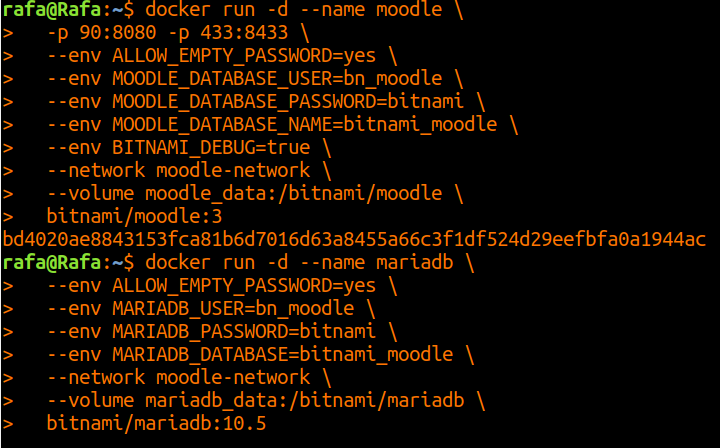 rafa@Rafa:~$ docker run -d --name moodle \
>   -p 90:8080 -p 433:8433 \
>   --env ALLOW_EMPTY_PASSWORD=yes \
>   --env MOODLE_DATABASE_USER=bn_moodle \
>   --env MOODLE_DATABASE_PASSWORD=bitnami \
>   --env MOODLE_DATABASE_NAME=bitnami_moodle \
>   --env BITNAMI_DEBUG=true \
>   --network moodle-network \
>   --volume moodle_data:/bitnami/moodle \
>   bitnami/moodle:3
bd4020ae8843153fca81b6d7016d63a8455a66c3f1df524d29eefbfa0a1944ac
rafa@Rafa:~$ docker run -d --name mariadb \
>   --env ALLOW_EMPTY_PASSWORD=yes \
>   --env MARIADB_USER=bn_moodle \
>   --env MARIADB_PASSWORD=bitnami \
>   --env MARIADB_DATABASE=bitnami_moodle \
>   --network moodle-network \
>   --volume mariadb_data:/bitnami/mariadb \
>   bitnami/mariadb:10.5